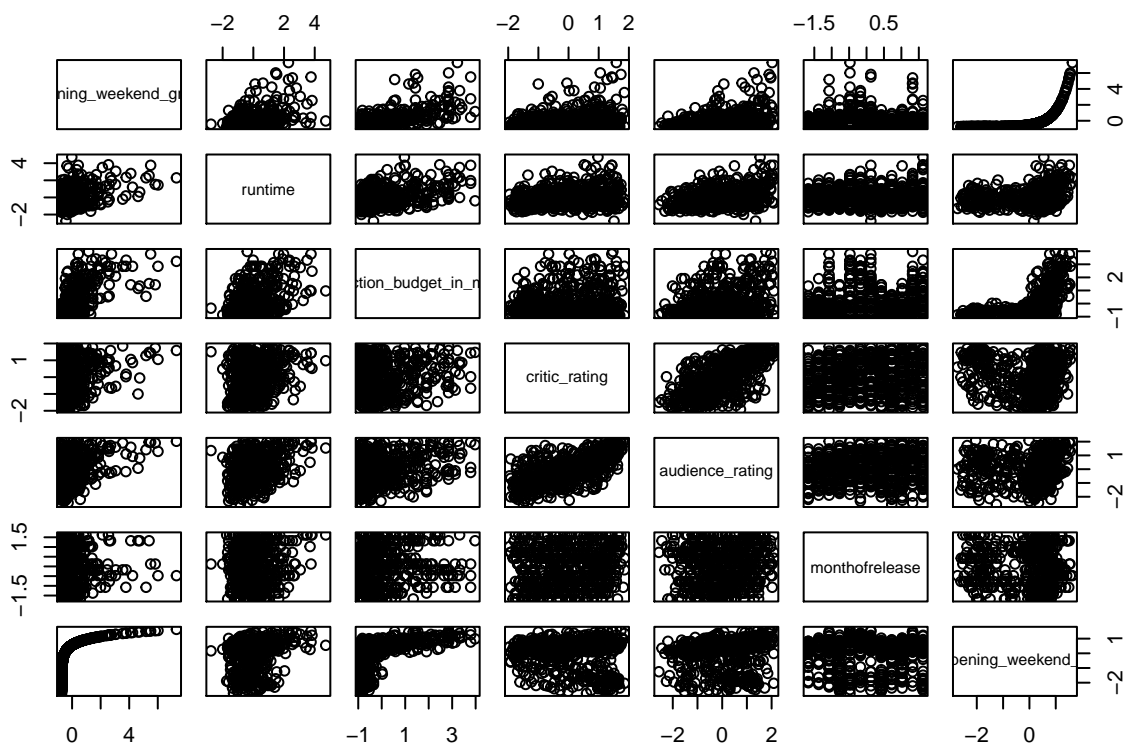 −2 2 4 −2 0 1 2 −1.5 0.5
ning_weekend_gr
0 4
−2 4
runtime
ction_budget_in_m
−1 2
−2 1
critic_rating
audience_rating
−2 1
−1.5 1.5
monthofrelease
pening_weekend_
−2 1
0 4 −1 1 3 4 −2 0 2 −2 0